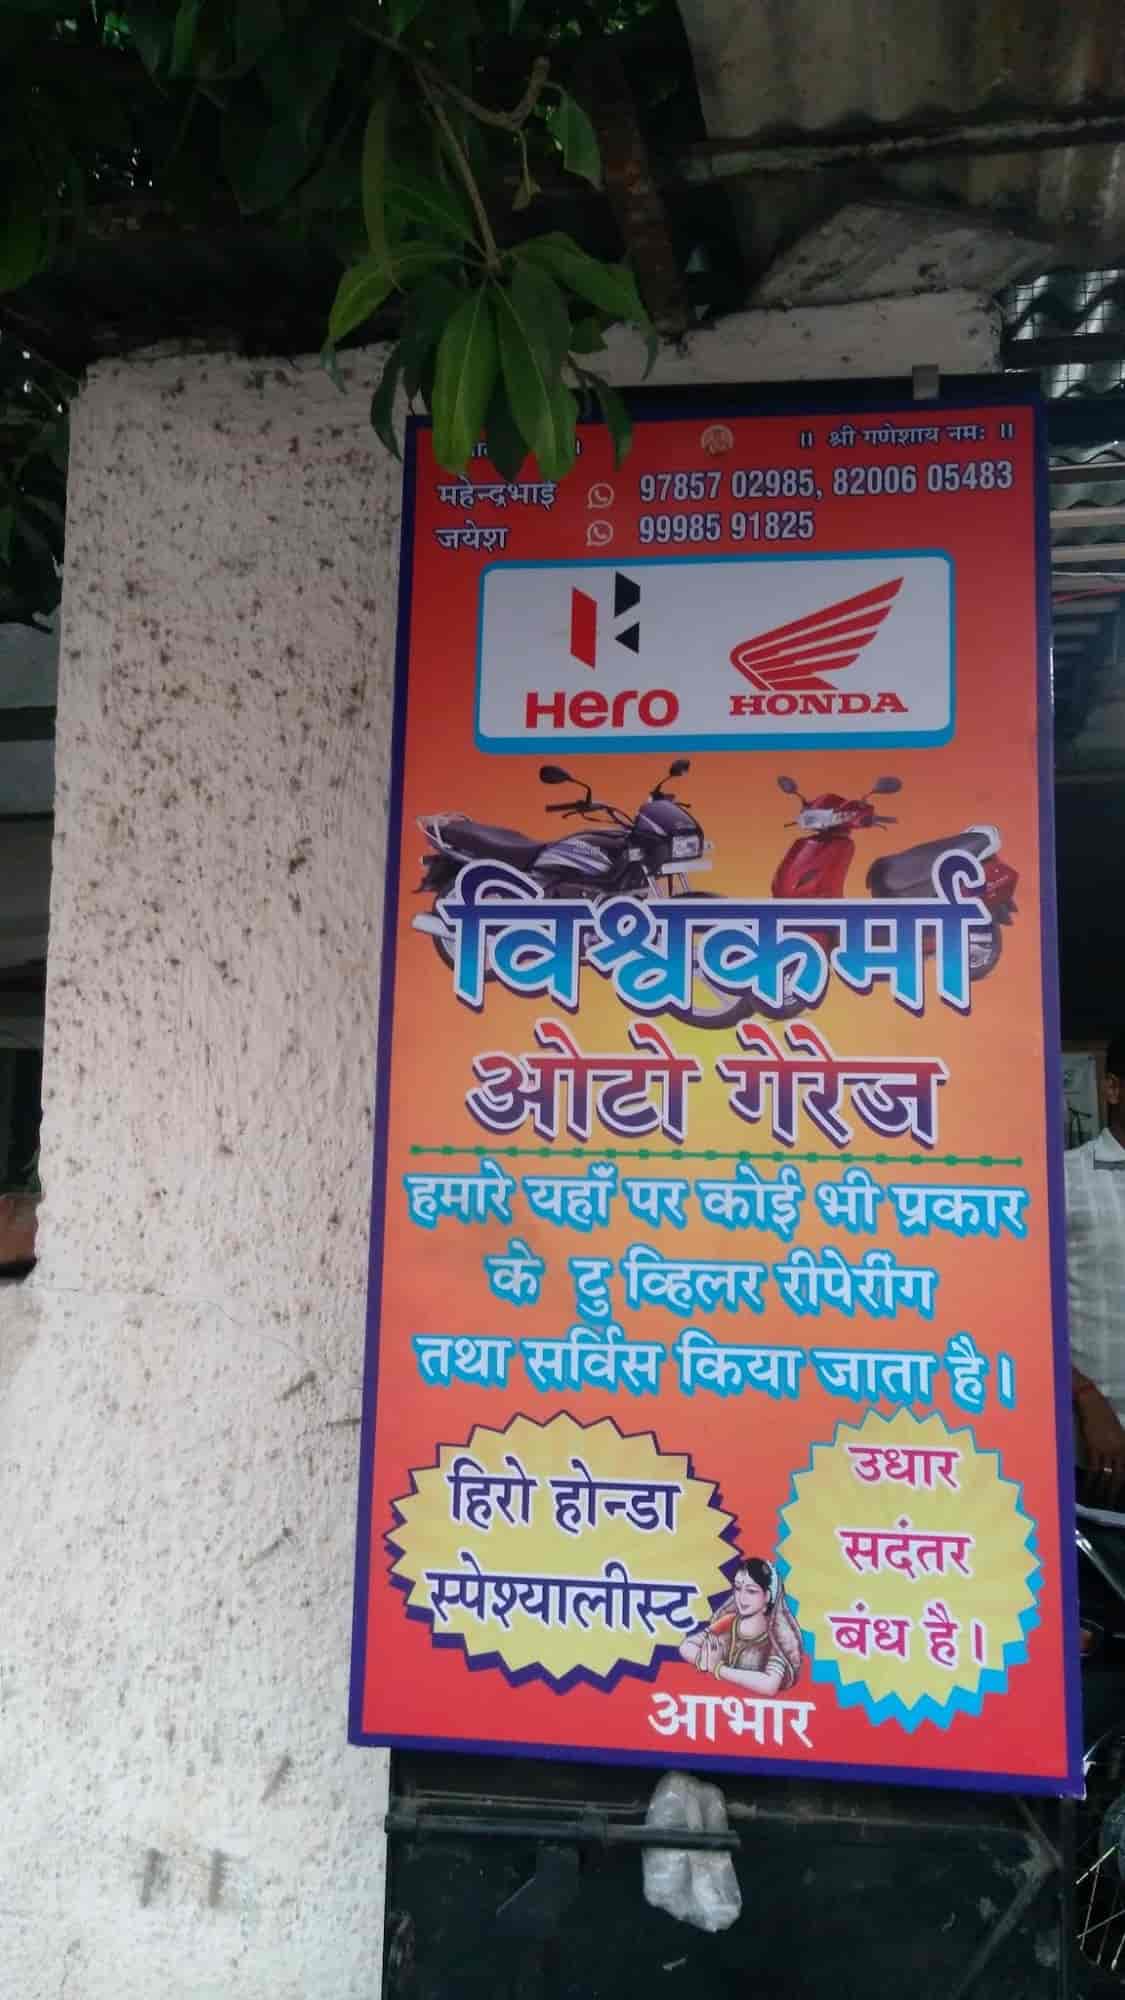 ॥ श्री गणेशाय नमः ॥
महेन्द्रभाई 97857 02985, 82006 05483
जयेश 99985 91825
Hero HONDA
विश्वकर्मा
ओटो गेरेज
हमारे यहाँ पर कोई भी प्रकार
के टु व्हिलर रीपेरींग
तथा सर्विस किया जाता है।
हिरो होन्डा
स्पेश्यालीस्ट
उधार
सदंतर
बंध है।
आभार